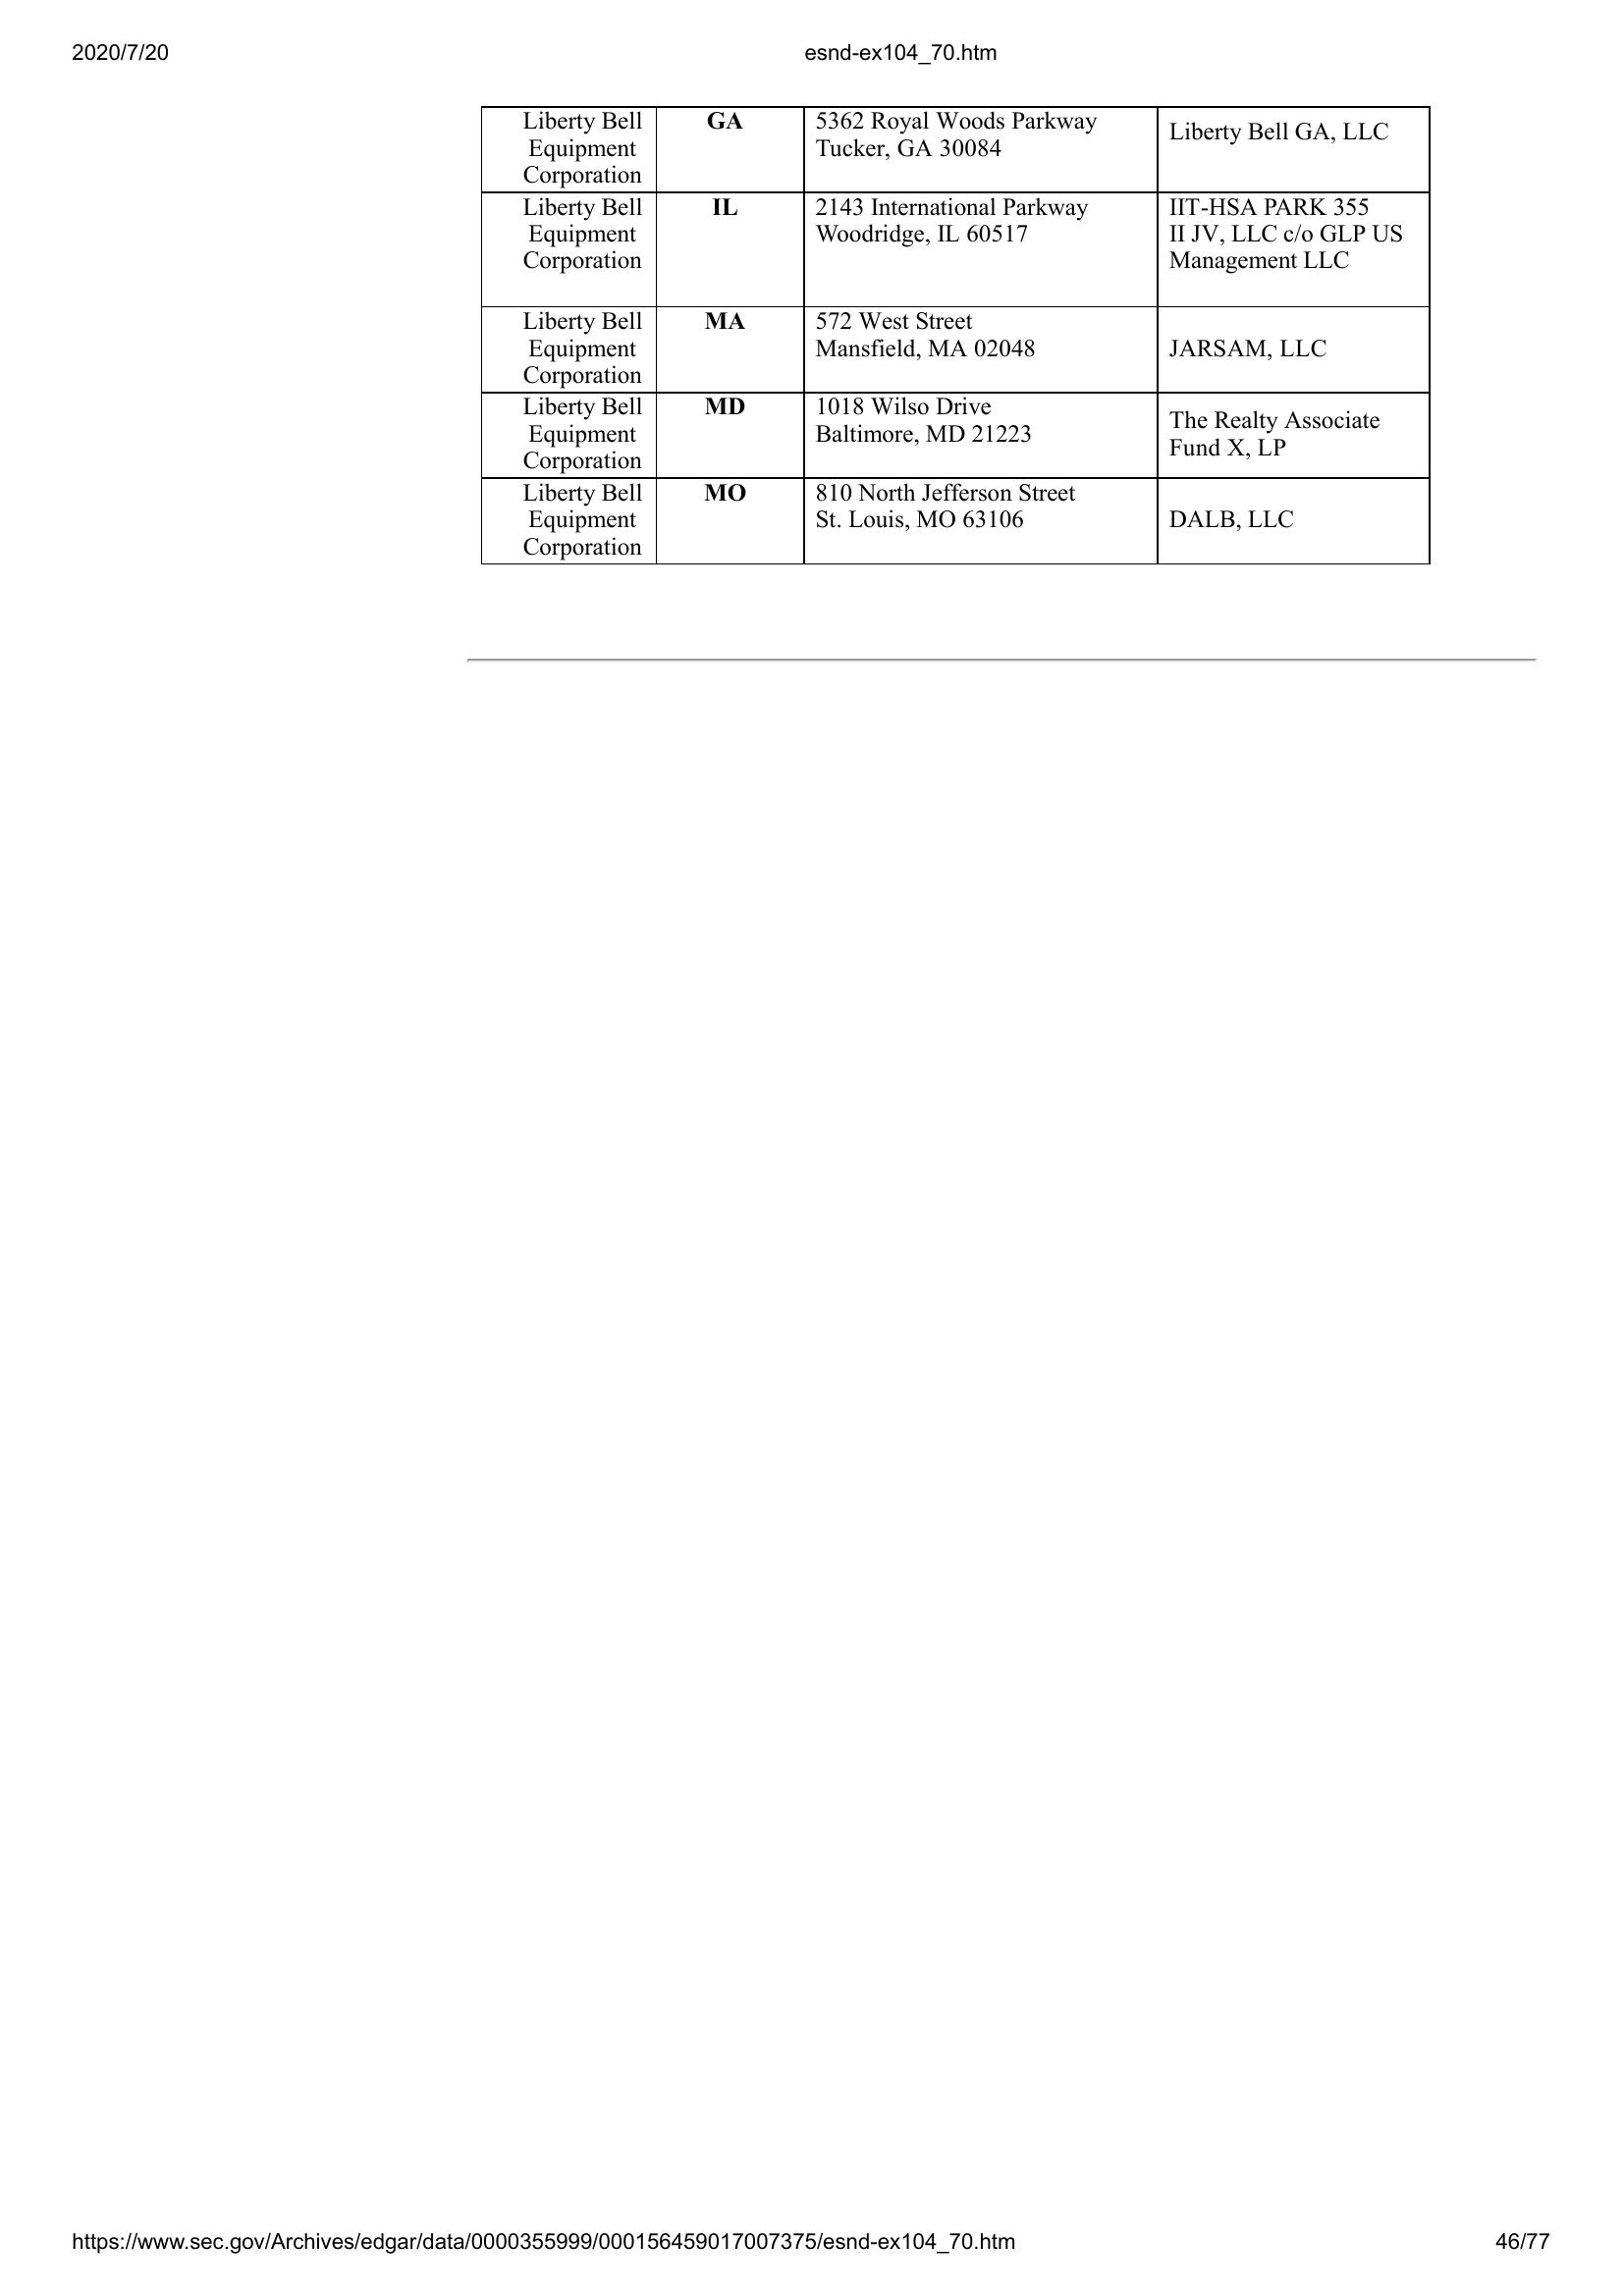 2020/7/20
esnd-ex104_70.htm
Liberty Bell
Equipment
Corporation
GA
5362 Royal Woods Parkway
Tucker, GA 30084
Liberty Bell GA, LLC
Liberty Bell
Equipment
Corporation
IL
2143 International Parkway
Woodridge, IL 60517
IIT-HSA PARK 355
II JV, LLC c/o GLP US
Management LLC
Liberty Bell
Equipment
Corporation
MA
572 West Street
Mansfield, MA 02048
JARSAM, LLC
Liberty Bell
Equipment
Corporation
MD
1018 Wilso Drive
Baltimore, MD 21223
The Realty Associate
Fund X, LP
Liberty Bell
Equipment
Corporation
MO
810 North Jefferson Street
St. Louis, MO 63106
DALB, LLC
https://www.sec.gov/Archives/edgar/data/0000355999/000156459017007375/esnd-ex104_70.htm
46/77